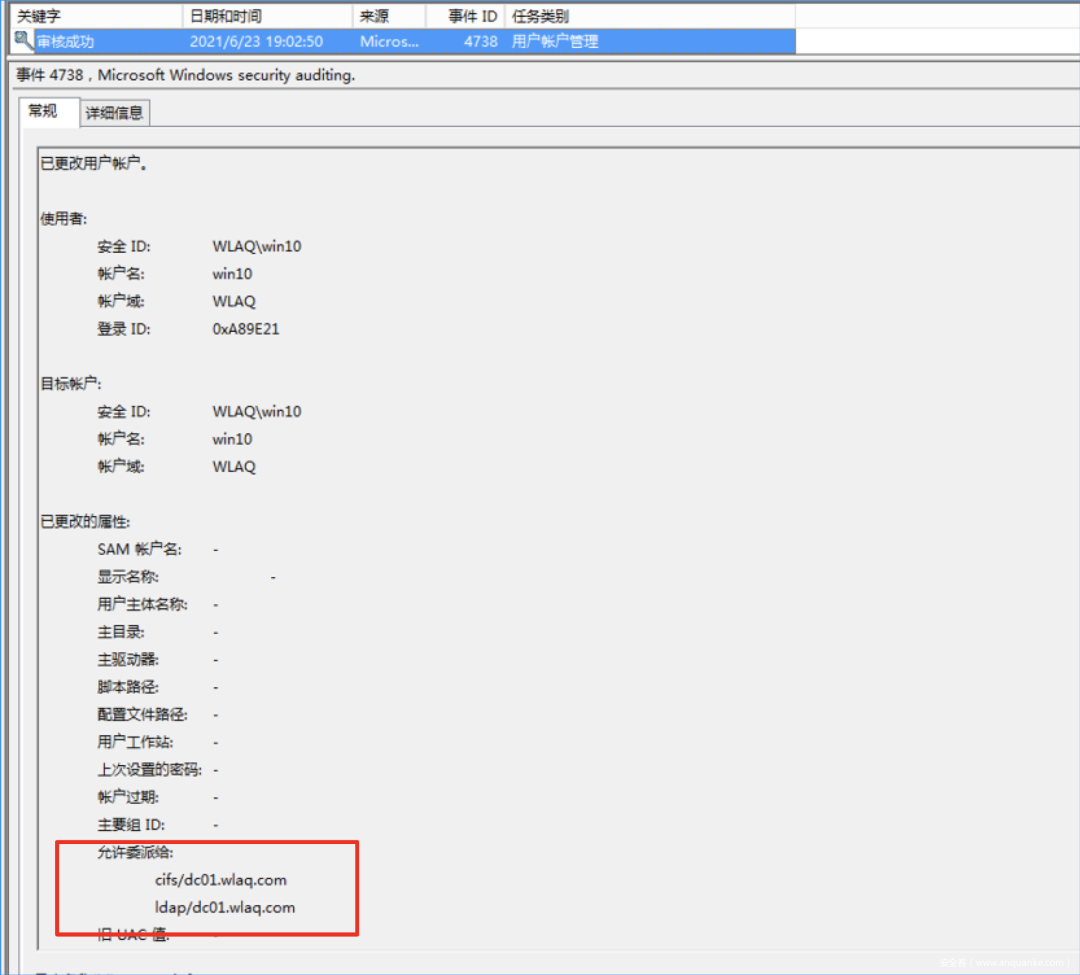 关键字 日期和时间 来源 事件 ID 任务类别
审核成功 2021/6/23 19:02:50 Micros... 4738 用户帐户管理
事件 4738，Microsoft Windows security auditing.
常规 详细信息
已更改用户帐户。
使用者:
安全 ID: WLAQ\win10
帐户名: win10
帐户域: WLAQ
登录 ID: 0xA89E21
目标帐户:
安全 ID: WLAQ\win10
帐户名: win10
帐户域: WLAQ
已更改的属性:
SAM 帐户名: -
显示名称: -
用户主体名称: -
主目录: -
主驱动器: -
脚本路径: -
配置文件路径: -
用户工作站: -
上次设置的密码: -
帐户过期: -
主要组 ID: -
允许委派给:
cifs/dc01.wlaq.com
ldap/dc01.wlaq.com
旧 UAC 值: -
安全客 ( www.anquanke.com )